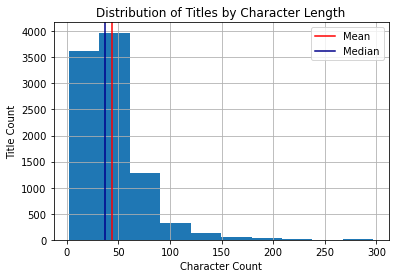 Distribution of Titles by Character Length
Mean
Median
4000
3500
3000
2500
2000
1500
1000
500
0
Title Count
0 50 100 150 200 250 300
Character Count